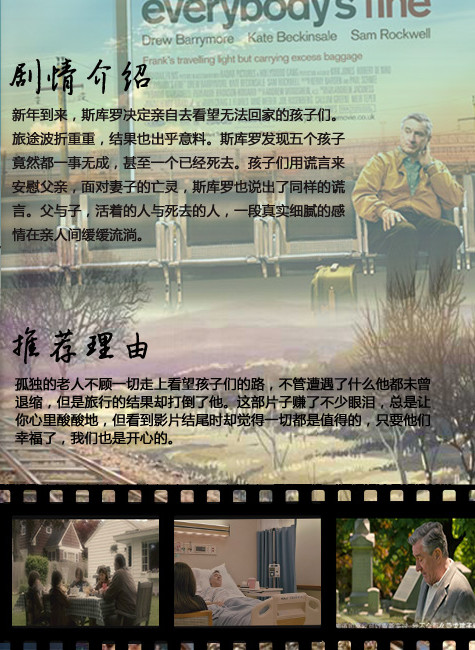 everybody's fine
Drew Barrymore Kate Beckinsale Sam Rockwell
Frank's travelling light but carrying excess baggage
剧情介绍
新年到来，斯库罗决定亲自去看望无法回家的孩子们。
旅途波折重重，结果也出乎意料。斯库罗发现五个孩子
竟然都一事无成，甚至一个已经死去。孩子们用谎言来
安慰父亲，面对妻子的亡灵，斯库罗也说出了同样的谎
言。父与子，活着的人与死去的人，一段真实细腻的感
情在亲人间缓缓流淌。
推荐理由
孤独的老人不顾一切走上看望孩子们的路，不管遭遇了什么他都未曾
退缩，但是旅行的结果却打倒了他。这部片子赚了不少眼泪，总是让
你心里酸酸地，但看到影片结尾时却觉得一切都是值得的，只要他们
幸福了，我们也是开心的。